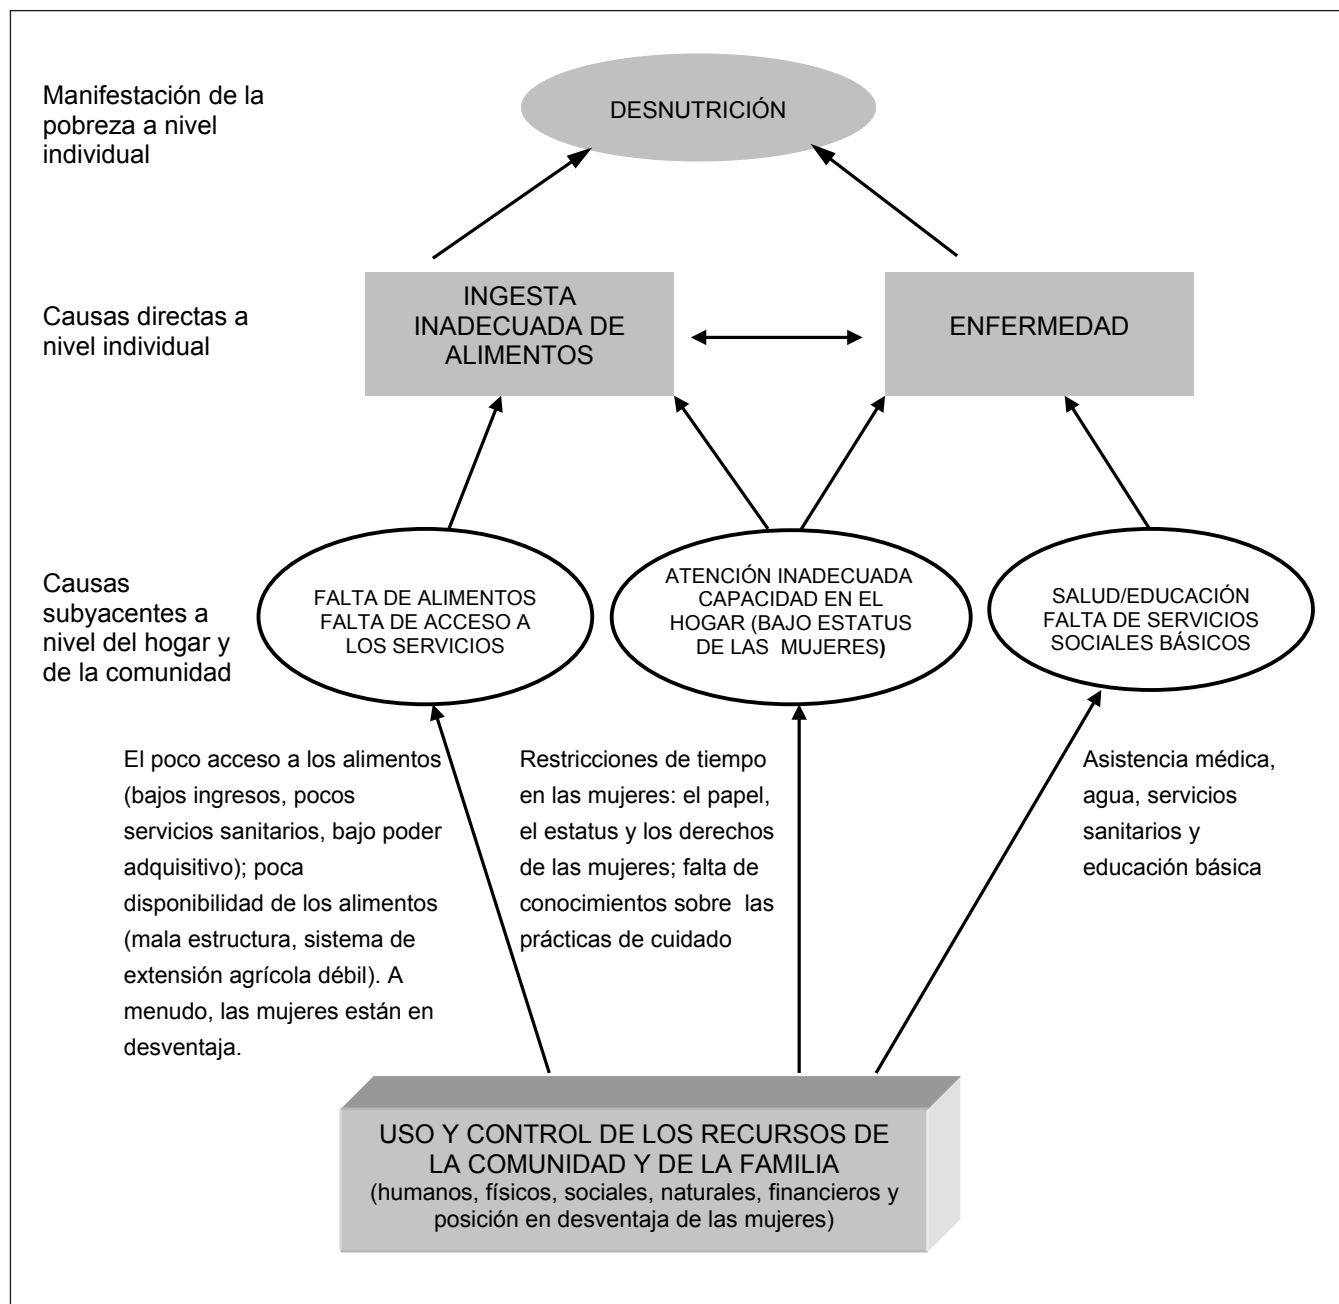 Manifestación de la
pobreza a nivel
individual
DESNUTRICIÓN
Causas directas a
nivel individual
INGESTA
INADECUADA DE
ALIMENTOS
ENFERMEDAD
Causas
subyacentes a
nivel del hogar y
de la comunidad
FALTA DE ALIMENTOS
FALTA DE ACCESO A
LOS SERVICIOS
ATENCIÓN INADECUADA
CAPACIDAD EN EL
HOGAR (BAJO ESTATUS
DE LAS MUJERES)
SALUD/EDUCACIÓN
FALTA DE SERVICIOS
SOCIALES BÁSICOS
El poco acceso a los alimentos
(bajos ingresos, pocos
servicios sanitarios, bajo poder
adquisitivo); poca
disponibilidad de los alimentos
(mala estructura, sistema de
extensión agrícola débil). A
menudo, las mujeres están en
desventaja.
Restricciones de tiempo
en las mujeres: el papel,
el estatus y los derechos
de las mujeres; falta de
conocimientos sobre las
prácticas de cuidado
Asistencia médica,
agua, servicios
sanitarios y
educación básica
USO Y CONTROL DE LOS RECURSOS DE
LA COMUNIDAD Y DE LA FAMILIA
(humanos, físicos, sociales, naturales, financieros y
posición en desventaja de las mujeres)